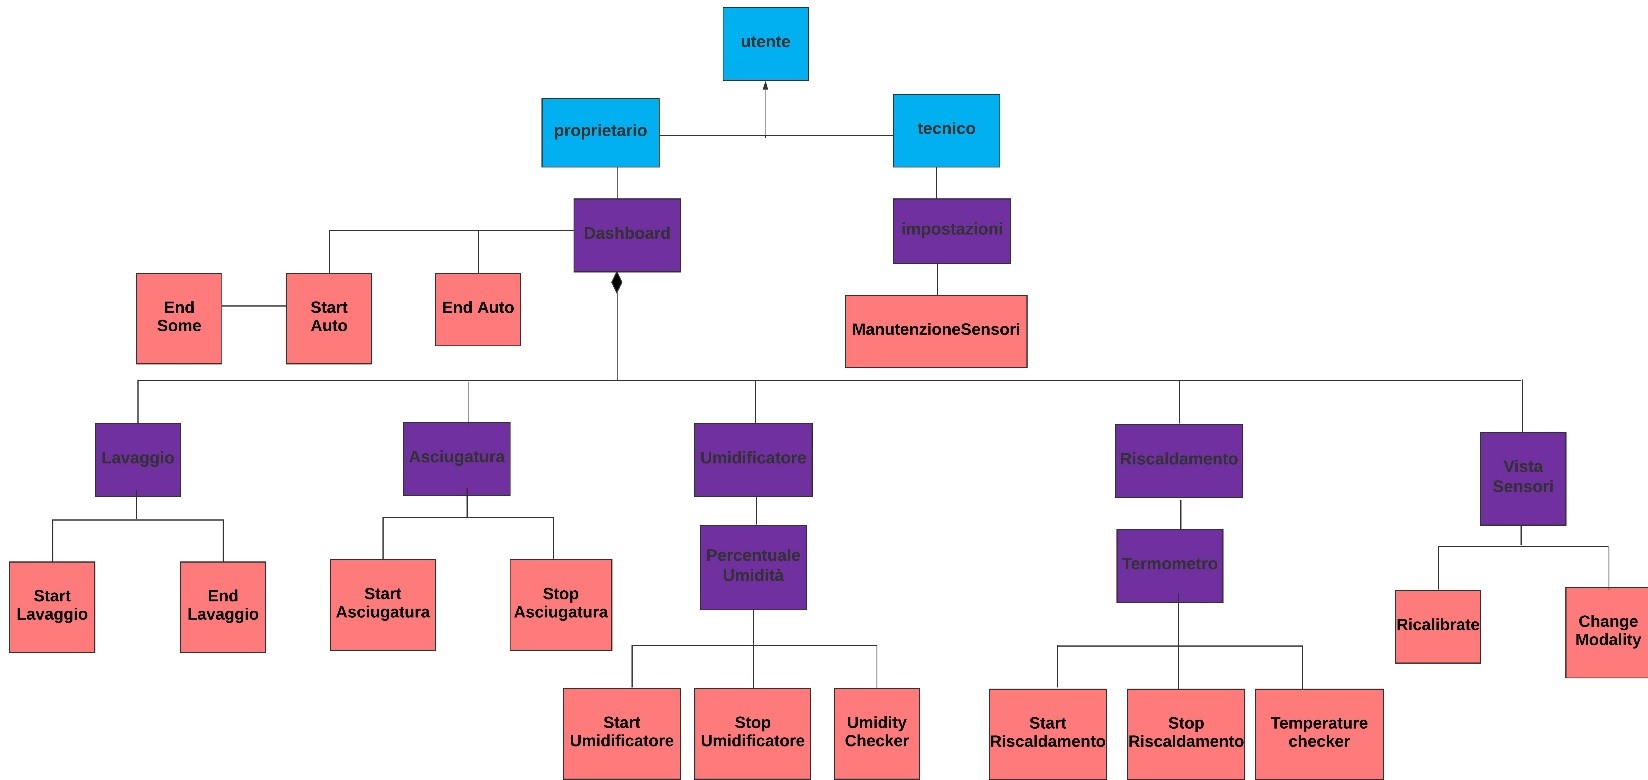 utente
proprietario
tecnico
Dashboard
impostazioni
End
Some
Start
Auto
End Auto
ManutenzioneSensori
Lavaggio
Asciugatura
Umidificatore
Riscaldamento
Vista
Sensori
Percentuale
Umidità
Termometro
Start
Lavaggio
End
Lavaggio
Start
Asciugatura
Stop
Asciugatura
Ricalibrate
Change
Modality
Start
Umidificatore
Stop
Umidificatore
Umidity
Checker
Start
Riscaldamento
Stop
Riscaldamento
Temperature
checker